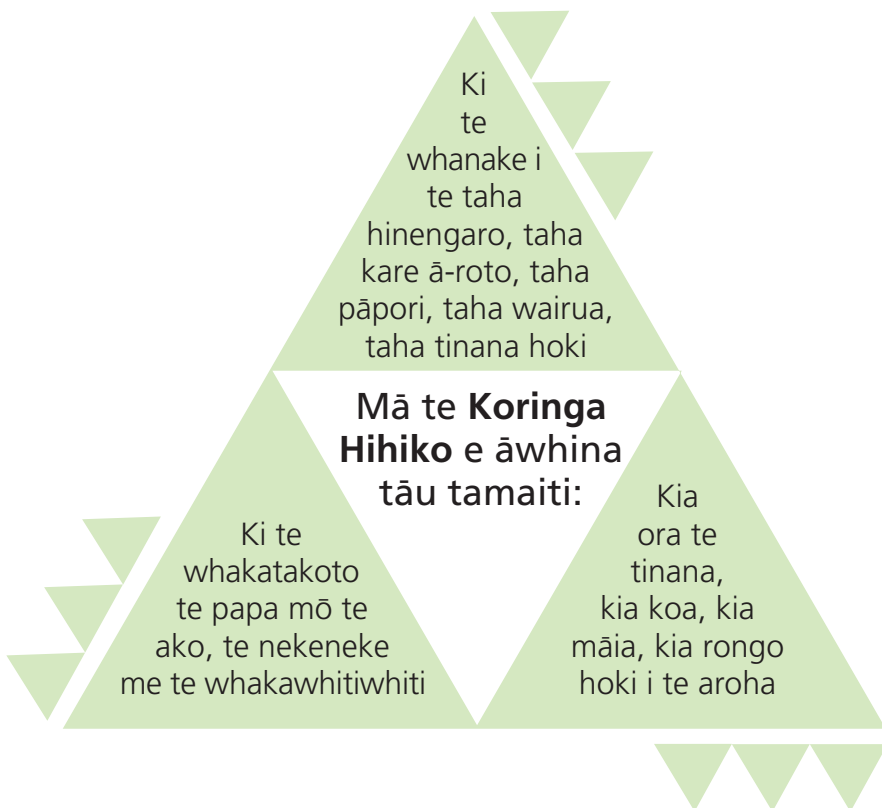 Ki
te
whanake i
te taha
hinengaro, taha
kare ā-roto, taha
pāpori, taha wairua,
taha tinana hoki
Mā te Koringa
Hihiko e āwhina
tāu tamaiti:
Ki te
whakatakoto
te papa mō te
ako, te nekeneke
me te whakawhitiwhiti
Kia
ora te
tinana,
kia koa, kia
māia, kia rongo
hoki i te aroha